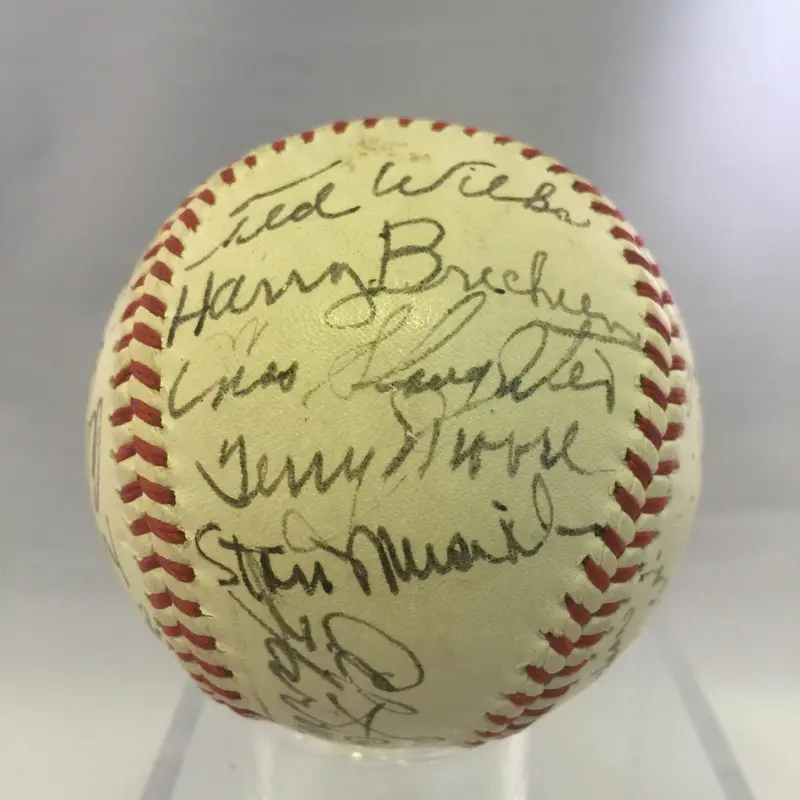 Ted Wilks
Harry Brecheen
Enos Slaughter
Terry Moore
Stan Musial